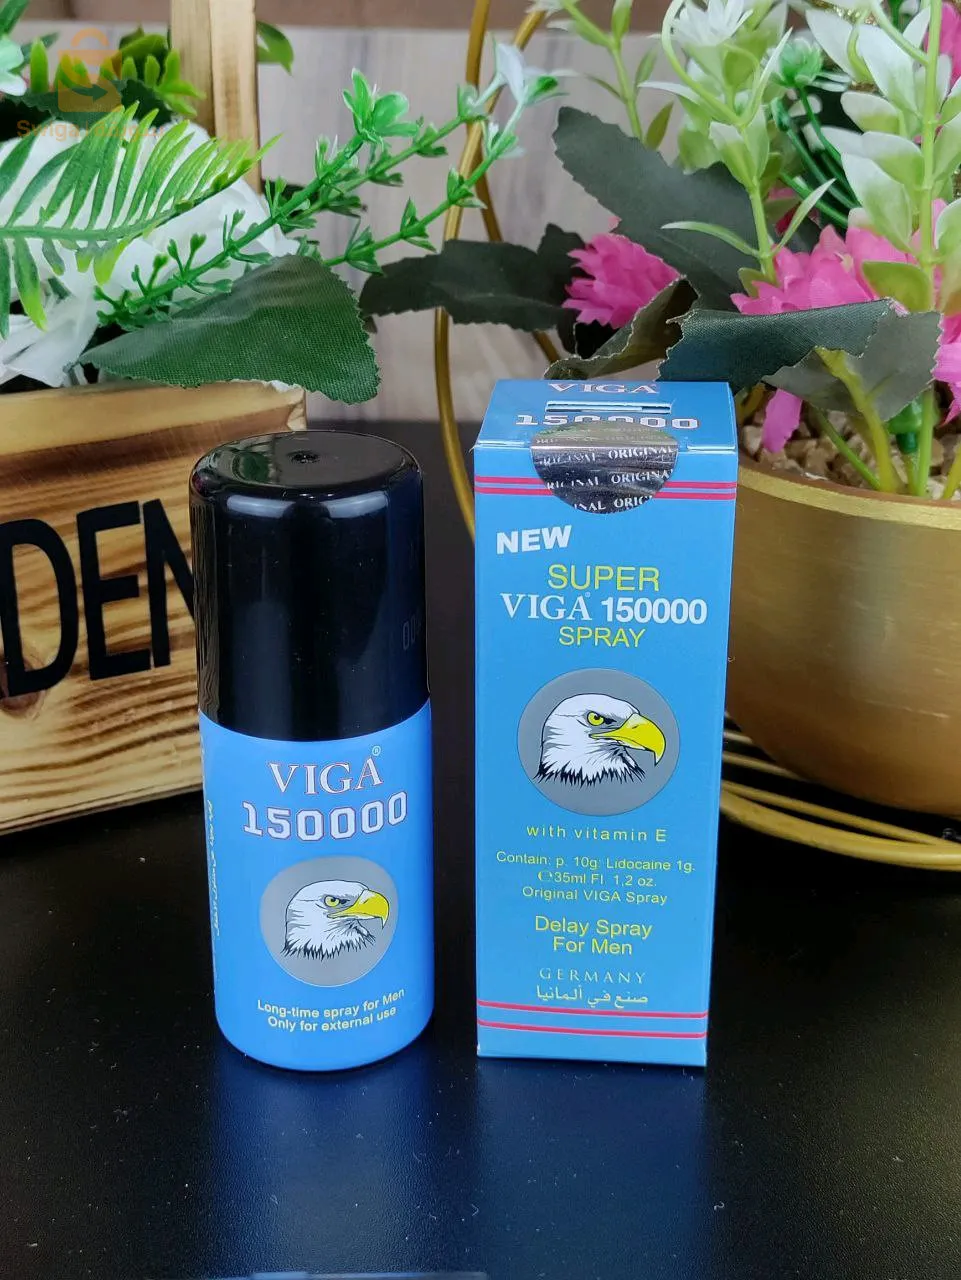 DEN
VIGA®
150000
Long-time spray for Men
Only for external use
VIGA
150000
ORIGINAL
ORIGINAL
NEW
SUPER
VIGA® 150000
SPRAY
with vitamin E
Contain: p. 10g: Lidocaine 1g.
℮35ml Fl. 1,2 oz.
Original VIGA Spray
Delay Spray
For Men
GERMANY
صنع في ألمانيا